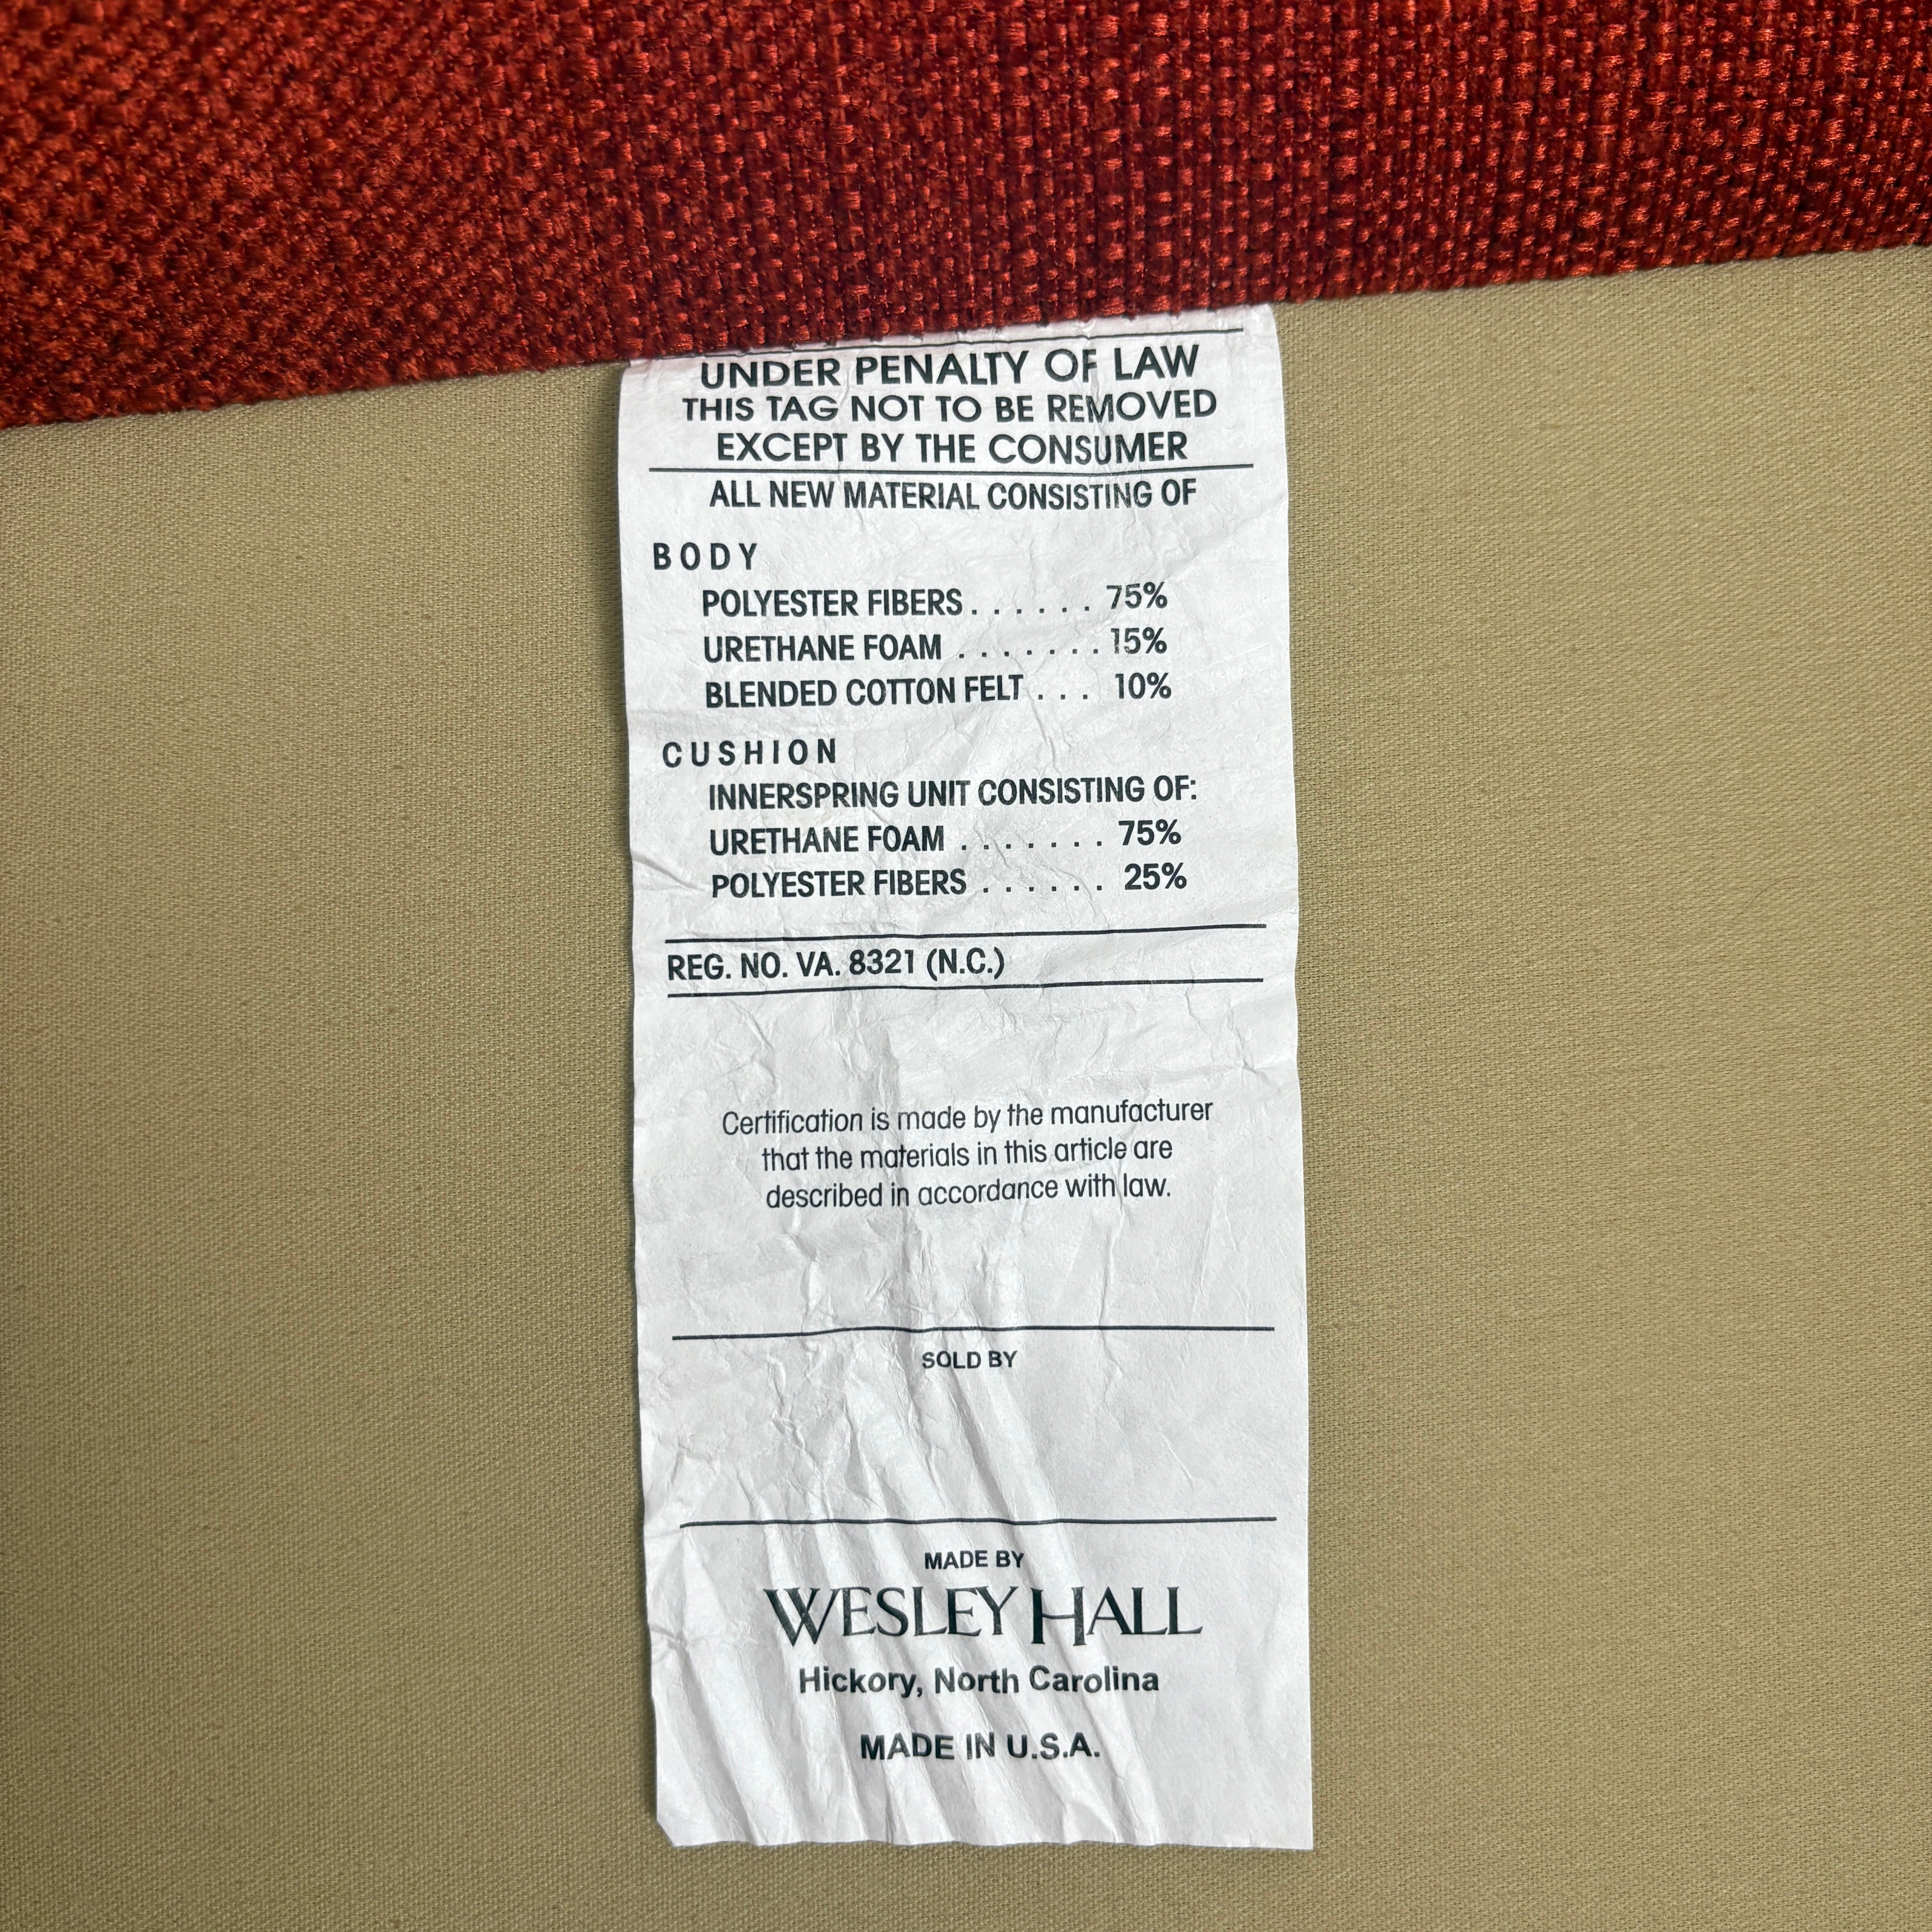 UNDER PENALTY OF LAW
THIS TAG NOT TO BE REMOVED
EXCEPT BY THE CONSUMER
ALL NEW MATERIAL CONSISTING OF
BODY
POLYESTER FIBERS . . . . . . 75%
URETHANE FOAM . . . . . . . 15%
BLENDED COTTON FELT . . . 10%
CUSHION
INNERSPRING UNIT CONSISTING OF:
URETHANE FOAM . . . . . . . 75%
POLYESTER FIBERS . . . . . . 25%
REG. NO. VA. 8321 (N.C.)
Certification is made by the manufacturer
that the materials in this article are
described in accordance with law.
SOLD BY
MADE BY
WESLEY HALL
Hickory, North Carolina
MADE IN U.S.A.